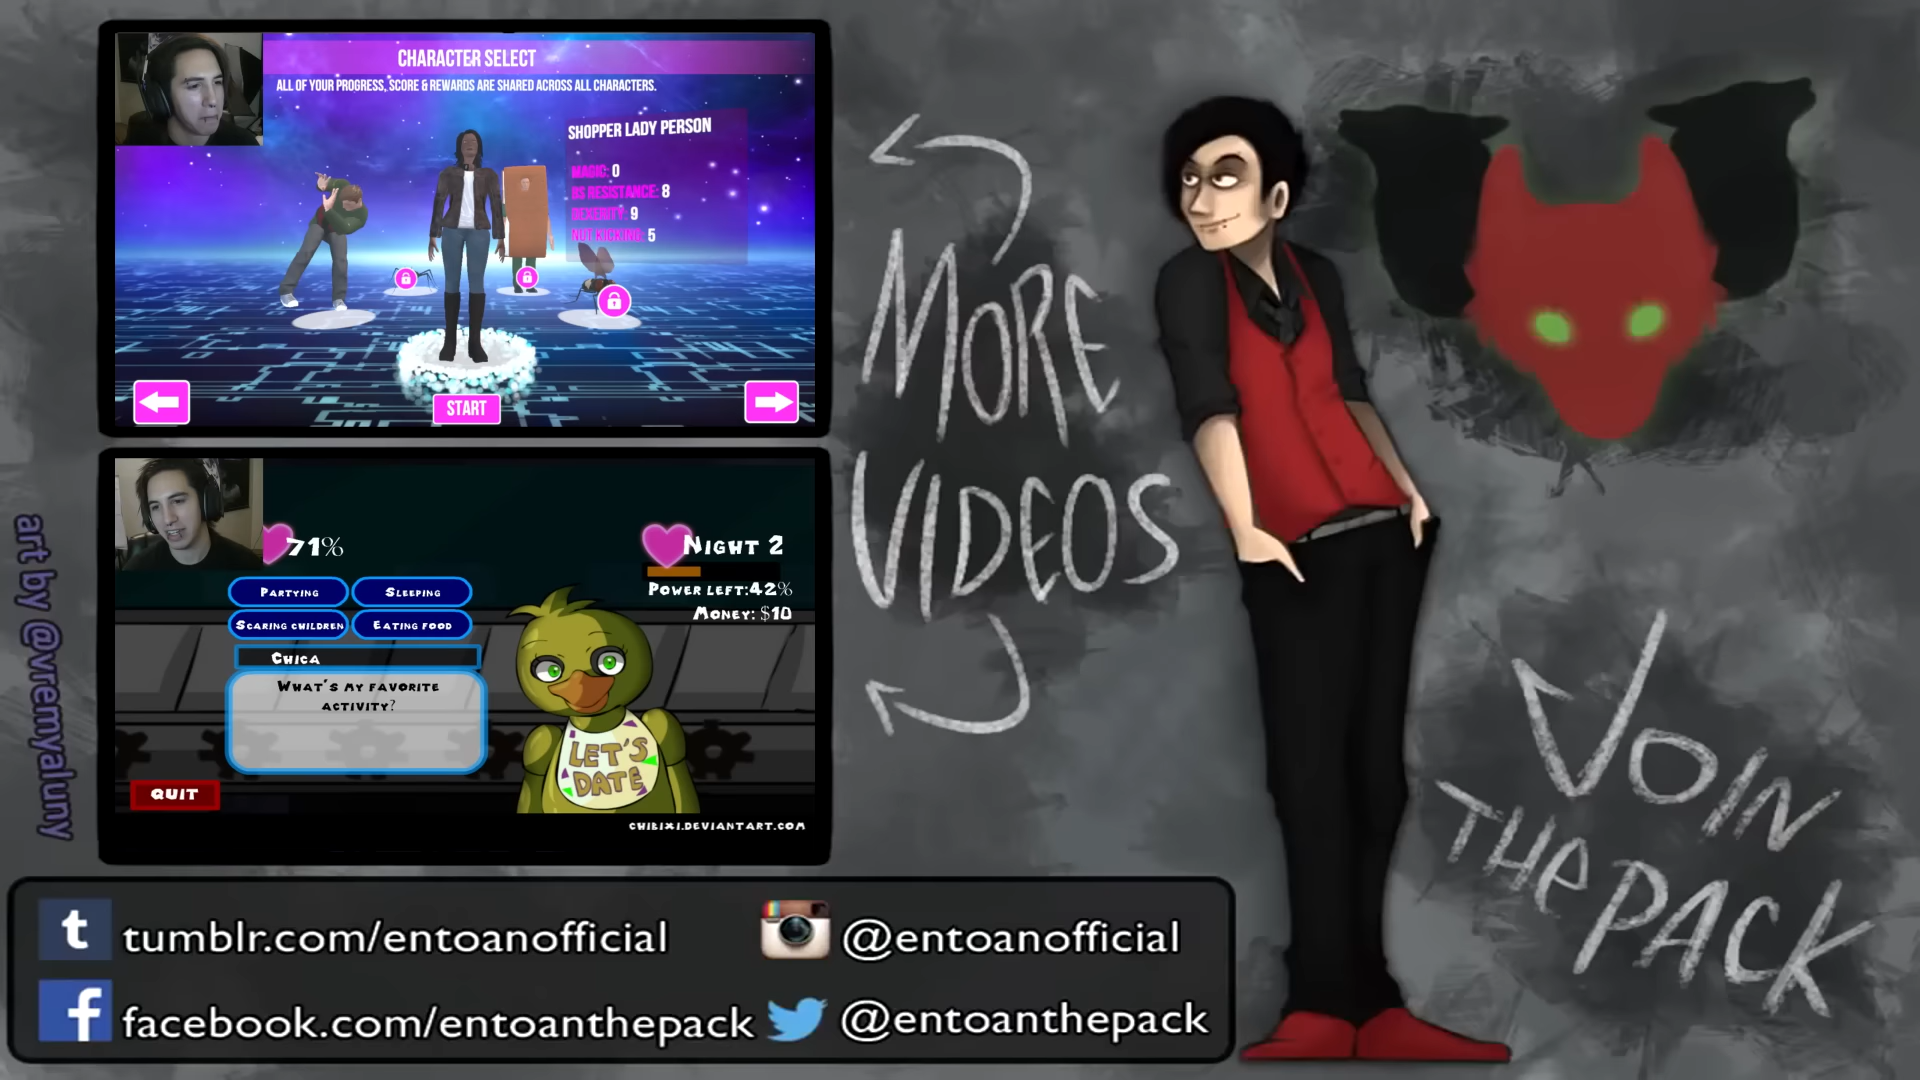 CHARACTER SELECT
ALL OF YOUR PROGRESS, SCORE & REWARDS ARE SHARED ACROSS ALL CHARACTERS.
SHOPPER LADY PERSON
MAGIC: 0
BS RESISTANCE: 8
DEXERITY: 9
NUT KICKING: 5
START
MORE
VIDEOS
71%
NIGHT 2
POWER LEFT:42%
MONEY: $10
PARTYING
SLEEPING
SCARING CHILDREN
EATING FOOD
CHICA
WHAT'S MY FAVORITE
ACTIVITY?
LET'S
DATE
QUIT
CHIBIXI.DEVIANTART.COM
art by @vremyaluny
JOIN
THE PACK
t tumblr.com/entoanofficial
@entoanofficial
f facebook.com/entoanthepack
@entoanthepack